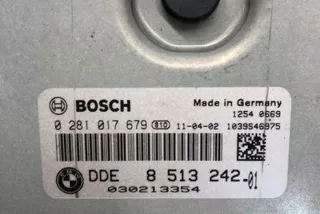 BOSCH
Made in Germany
1254 0669
0 281 017 679 810 11-04-02 1039S46975
DDE 8 513 242-01
030213354